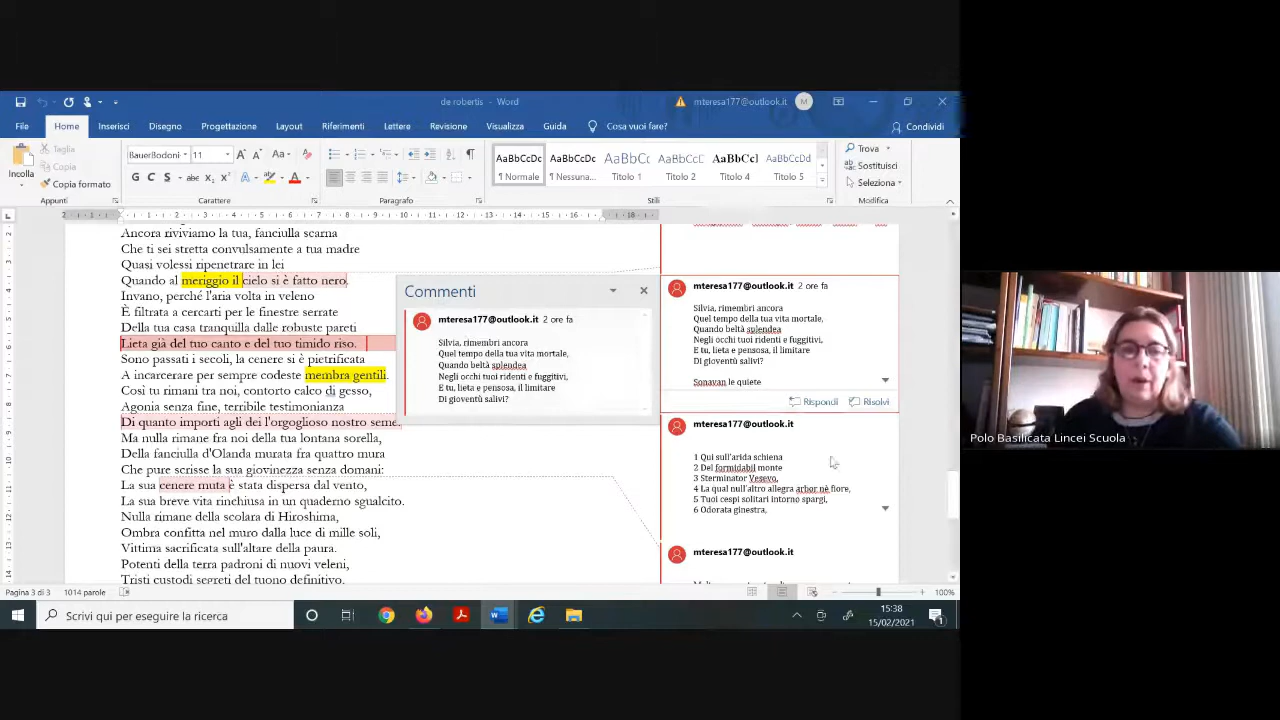 de robertis - Word
mteresa177@outlook.it
M
File
Home
Inserisci
Disegno
Progettazione
Layout
Riferimenti
Lettere
Revisione
Visualizza
Guida
Cosa vuoi fare?
Condividi
Incolla
Taglia
Copia
Copia formato
Appunti
BauerBodoni
11
Carattere
Paragrafo
AaBbCcDc
¶ Normale
AaBbCcDc
¶ Nessuna...
AaBbCc
Titolo 1
AaBbCcC
Titolo 2
AaBbCcI
Titolo 4
AaBbCcDd
Titolo 5
Stili
Trova
Sostituisci
Seleziona
Modifica
Ancora riviviamo la tua, fanciulla scarna
Che ti sei stretta convulsamente a tua madre
Quasi volessi ripenetrare in lei
Quando al meriggio il cielo si è fatto nero.
Invano, perché l'aria volta in veleno
È filtrata a cercarti per le finestre serrate
Della tua casa tranquilla dalle robuste pareti
Lieta già del tuo canto e del tuo timido riso.
Sono passati i secoli, la cenere si è pietrificata
A incarcerare per sempre codeste membra gentili.
Così tu rimani tra noi, contorto calco di gesso,
Agonia senza fine, terribile testimonianza
Di quanto importi agli dei l'orgoglioso nostro seme.
Ma nulla rimane fra noi della tua lontana sorella,
Della fanciulla d'Olanda murata fra quattro mura
Che pure scrisse la sua giovinezza senza domani:
La sua cenere muta è stata dispersa dal vento,
La sua breve vita rinchiusa in un quaderno sgualcito.
Nulla rimane della scolara di Hiroshima,
Ombra confitta nel muro dalla luce di mille soli,
Vittima sacrificata sull'altare della paura.
Potenti della terra padroni di nuovi veleni,
Tristi custodi segreti del tuono definitivo,
Commenti
mteresa177@outlook.it 2 ore fa
Silvia, rimembri ancora
Quel tempo della tua vita mortale,
Quando beltà splendea
Negli occhi tuoi ridenti e fuggitivi,
E tu, lieta e pensosa, il limitare
Di gioventù salivi?
mteresa177@outlook.it 2 ore fa
Silvia, rimembri ancora
Quel tempo della tua vita mortale,
Quando beltà splendea
Negli occhi tuoi ridenti e fuggitivi,
E tu, lieta e pensosa, il limitare
Di gioventù salivi?
Sonavan le quiete
Rispondi
Risolvi
mteresa177@outlook.it
1 Qui sull'arida schiena
2 Del formidabil monte
3 Sterminator Vesevo,
4 La qual null'altro allegra arbor nè fiore,
5 Tuoi cespi solitari intorno spargi,
6 Odorata ginestra,
mteresa177@outlook.it
Pagina 3 di 3
1014 parole
100%
Scrivi qui per eseguire la ricerca
15:38
15/02/2021
Polo Basilicata Lincei Scuola